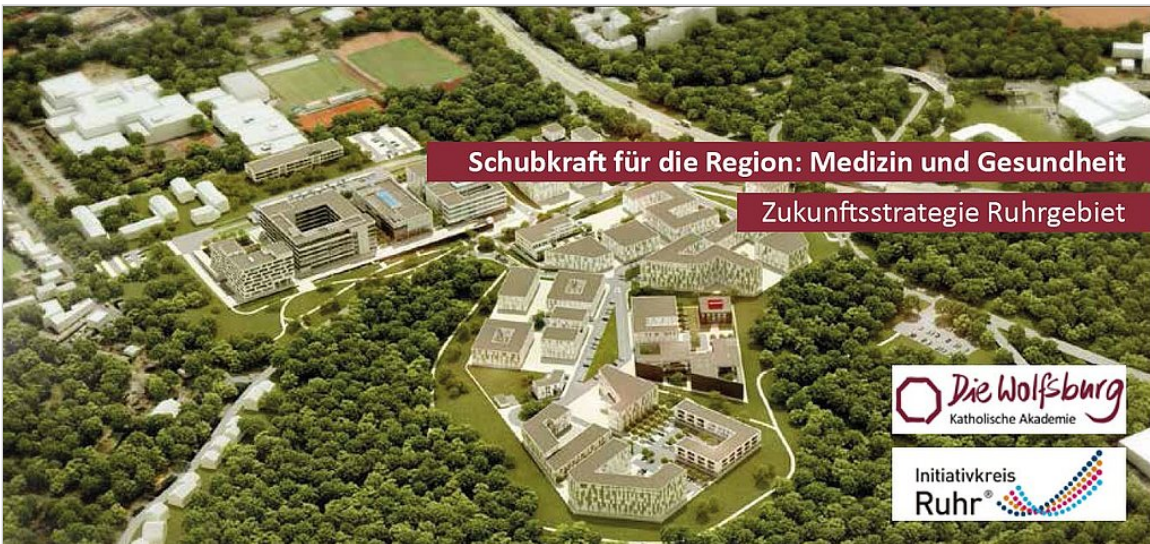 Schubkraft für die Region: Medizin und Gesundheit
Zukunftsstrategie Ruhrgebiet
Die Wolfsburg
Katholische Akademie
Initiativkreis
Ruhr®